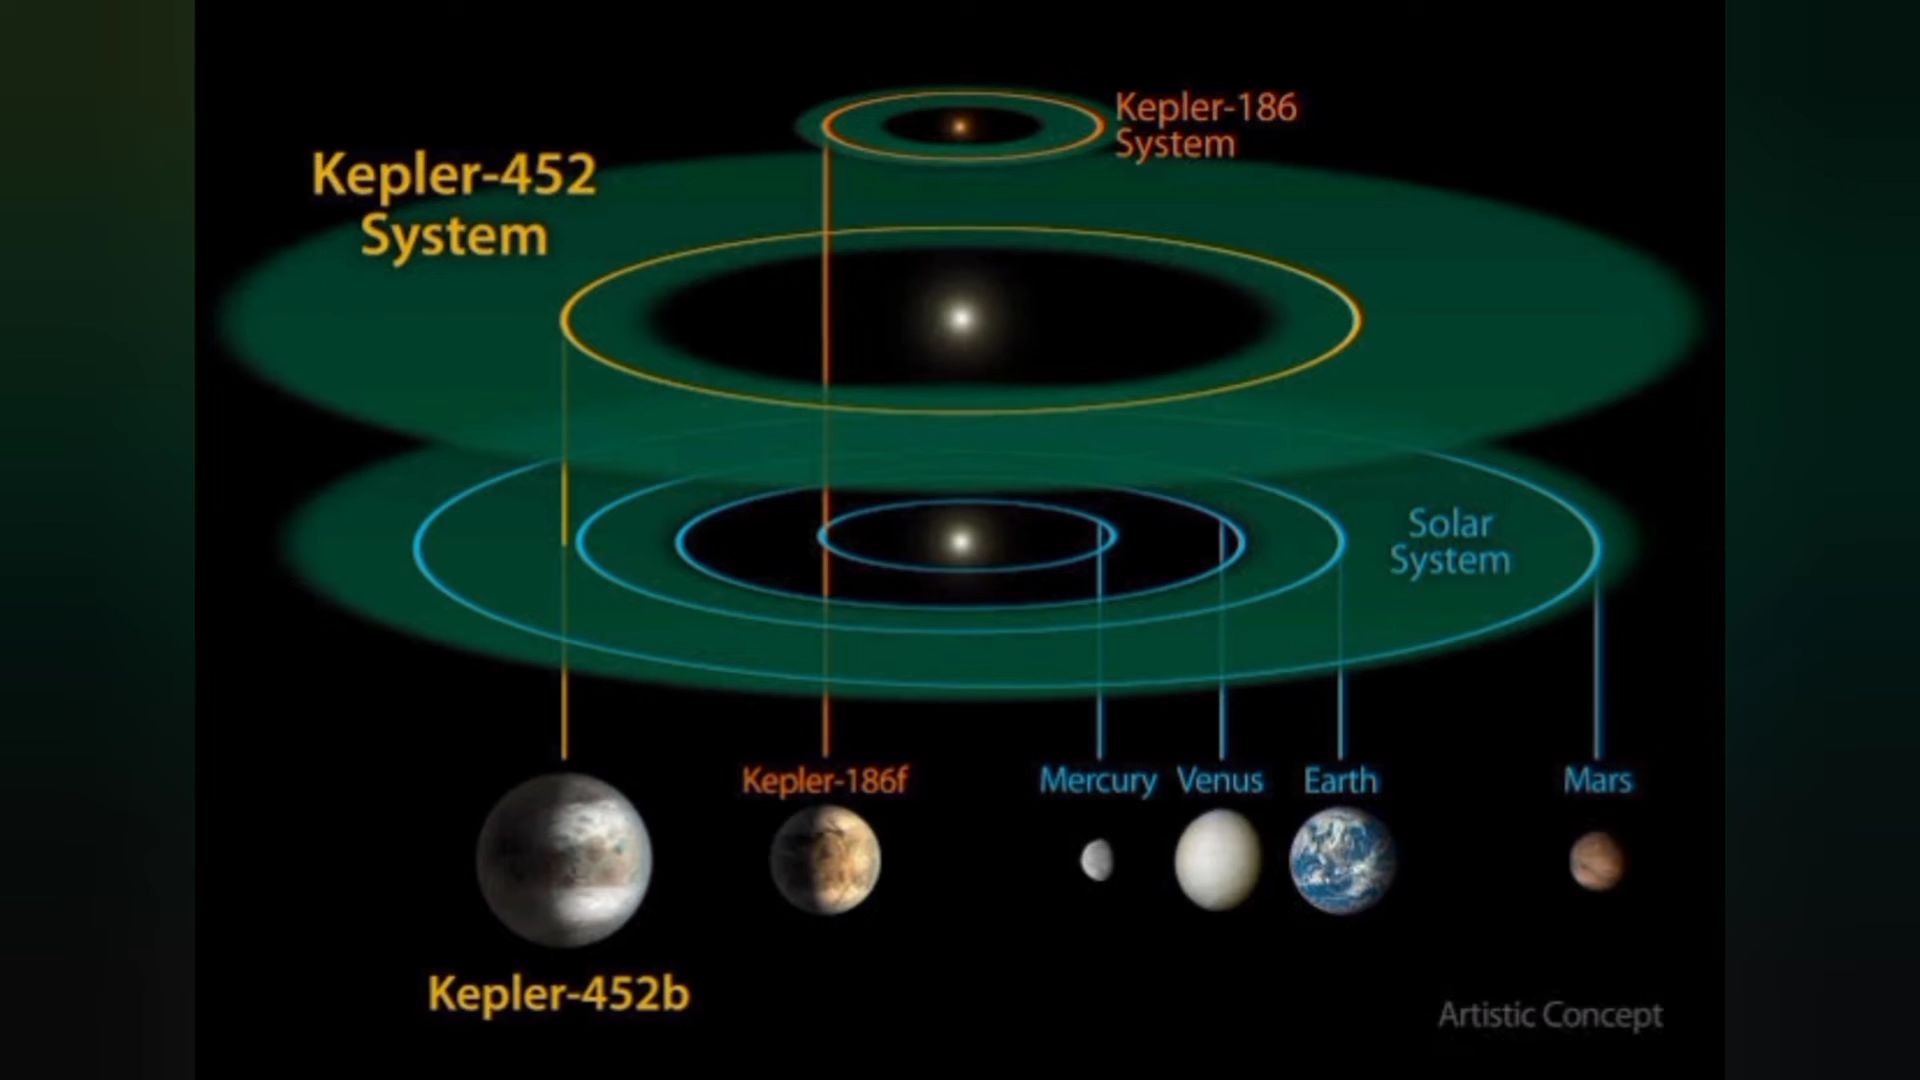 Kepler-186
System
Kepler-452
System
Solar
System
Kepler-186f
Mercury
Venus
Earth
Mars
Kepler-452b
Artistic Concept